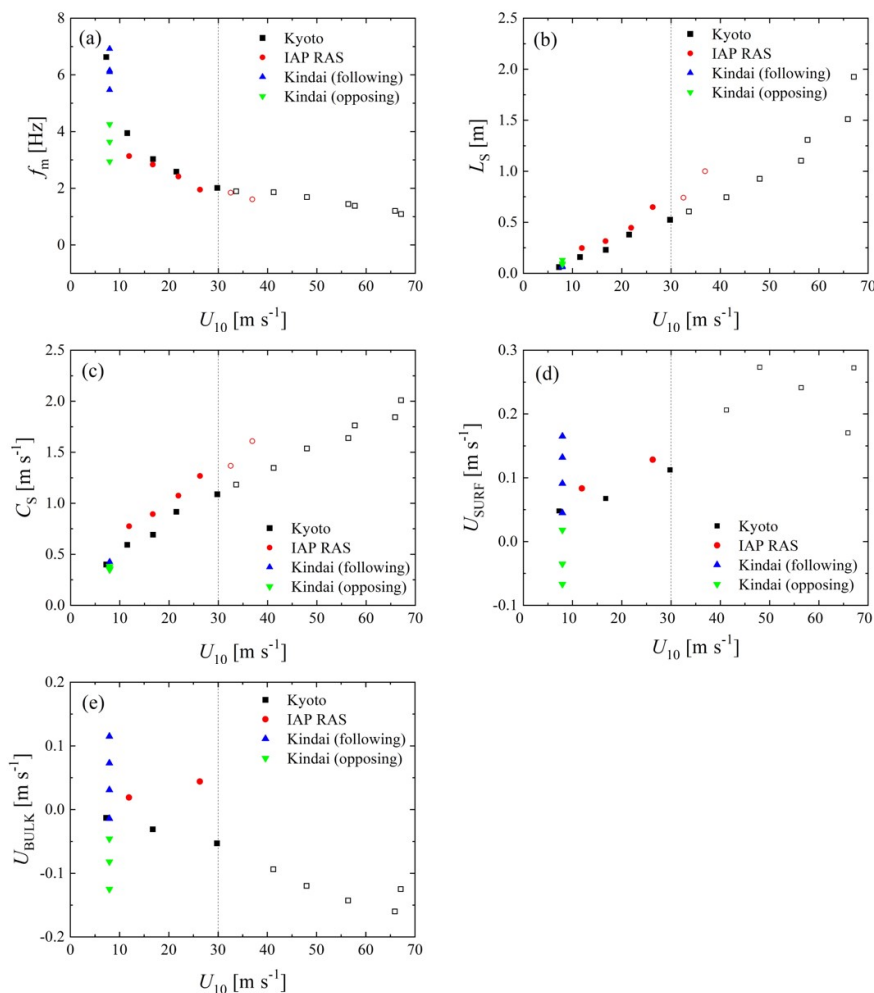 (a)
Kyoto
IAP RAS
Kindai (following)
Kindai (opposing)
8
6
4
2
0
fm [Hz]
0 10 20 30 40 50 60 70
U10 [m s-1]
(b)
Kyoto
IAP RAS
Kindai (following)
Kindai (opposing)
2.5
2.0
1.5
1.0
0.5
0.0
LS [m]
0 10 20 30 40 50 60 70
U10 [m s-1]
(c)
2.5
2.0
1.5
1.0
0.5
0.0
CS [m s-1]
Kyoto
IAP RAS
Kindai (following)
Kindai (opposing)
0 10 20 30 40 50 60 70
U10 [m s-1]
(d)
0.3
0.2
0.1
0.0
-0.1
USURF [m s-1]
Kyoto
IAP RAS
Kindai (following)
Kindai (opposing)
0 10 20 30 40 50 60 70
U10 [m s-1]
(e)
Kyoto
IAP RAS
Kindai (following)
Kindai (opposing)
0.2
0.1
0.0
-0.1
-0.2
UBULK [m s-1]
0 10 20 30 40 50 60 70
U10 [m s-1]